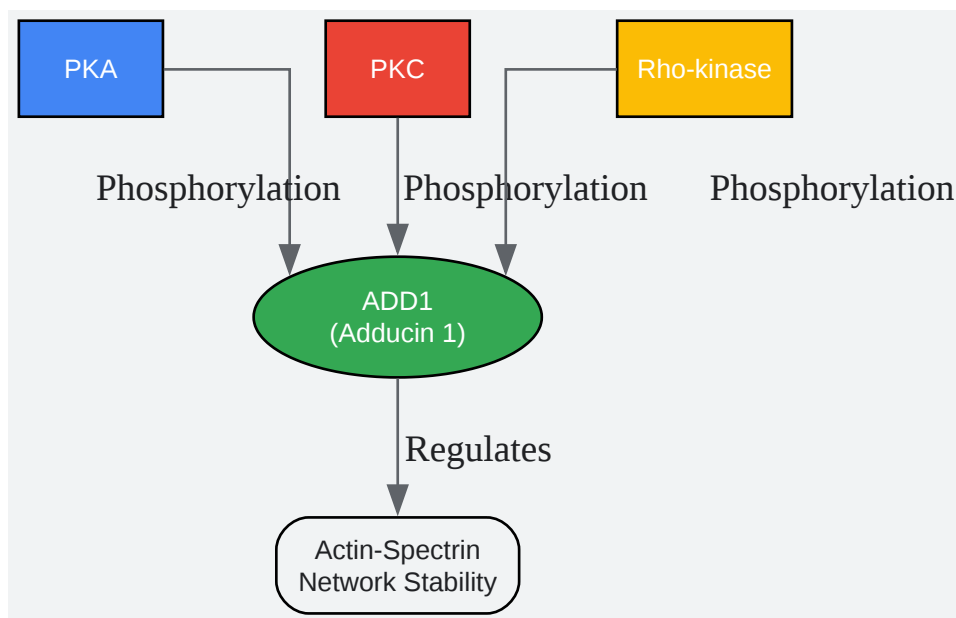 PKA
PKC
Rho-kinase
Phosphorylation
Phosphorylation
Phosphorylation
ADD1
(Adducin 1)
Regulates
Actin-Spectrin
Network Stability